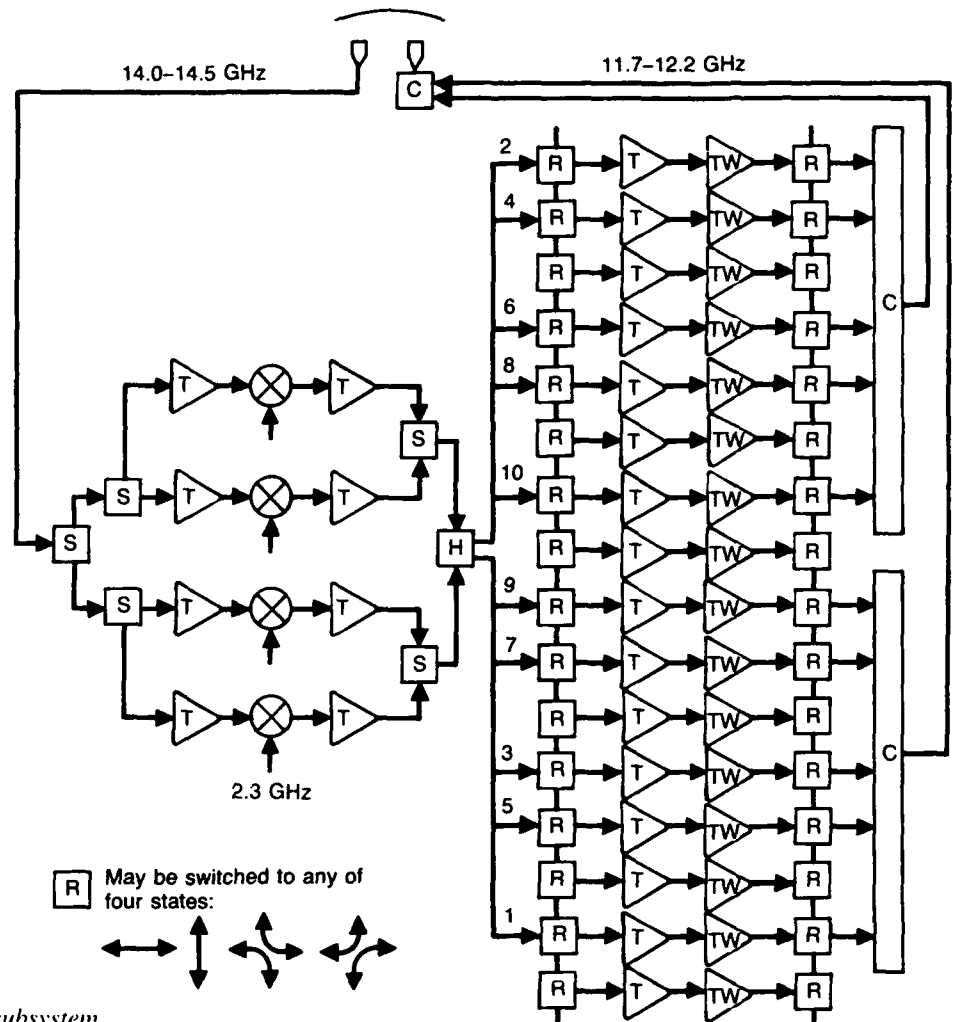 14.0–14.5 GHz
11.7–12.2 GHz
C
2 R T TW R
4 R T TW R
R T TW R
6 R T TW R C
8 R T TW R
R T TW R
10 R T TW R
R T TW R
9 R T TW R
7 R T TW R
R T TW R
3 R T TW R C
5 R T TW R
R T TW R
1 R T TW R
R T TW R
T T
S
S T T
S H
S T T
S
T T
2.3 GHz
R May be switched to any of
four states:
subsystem